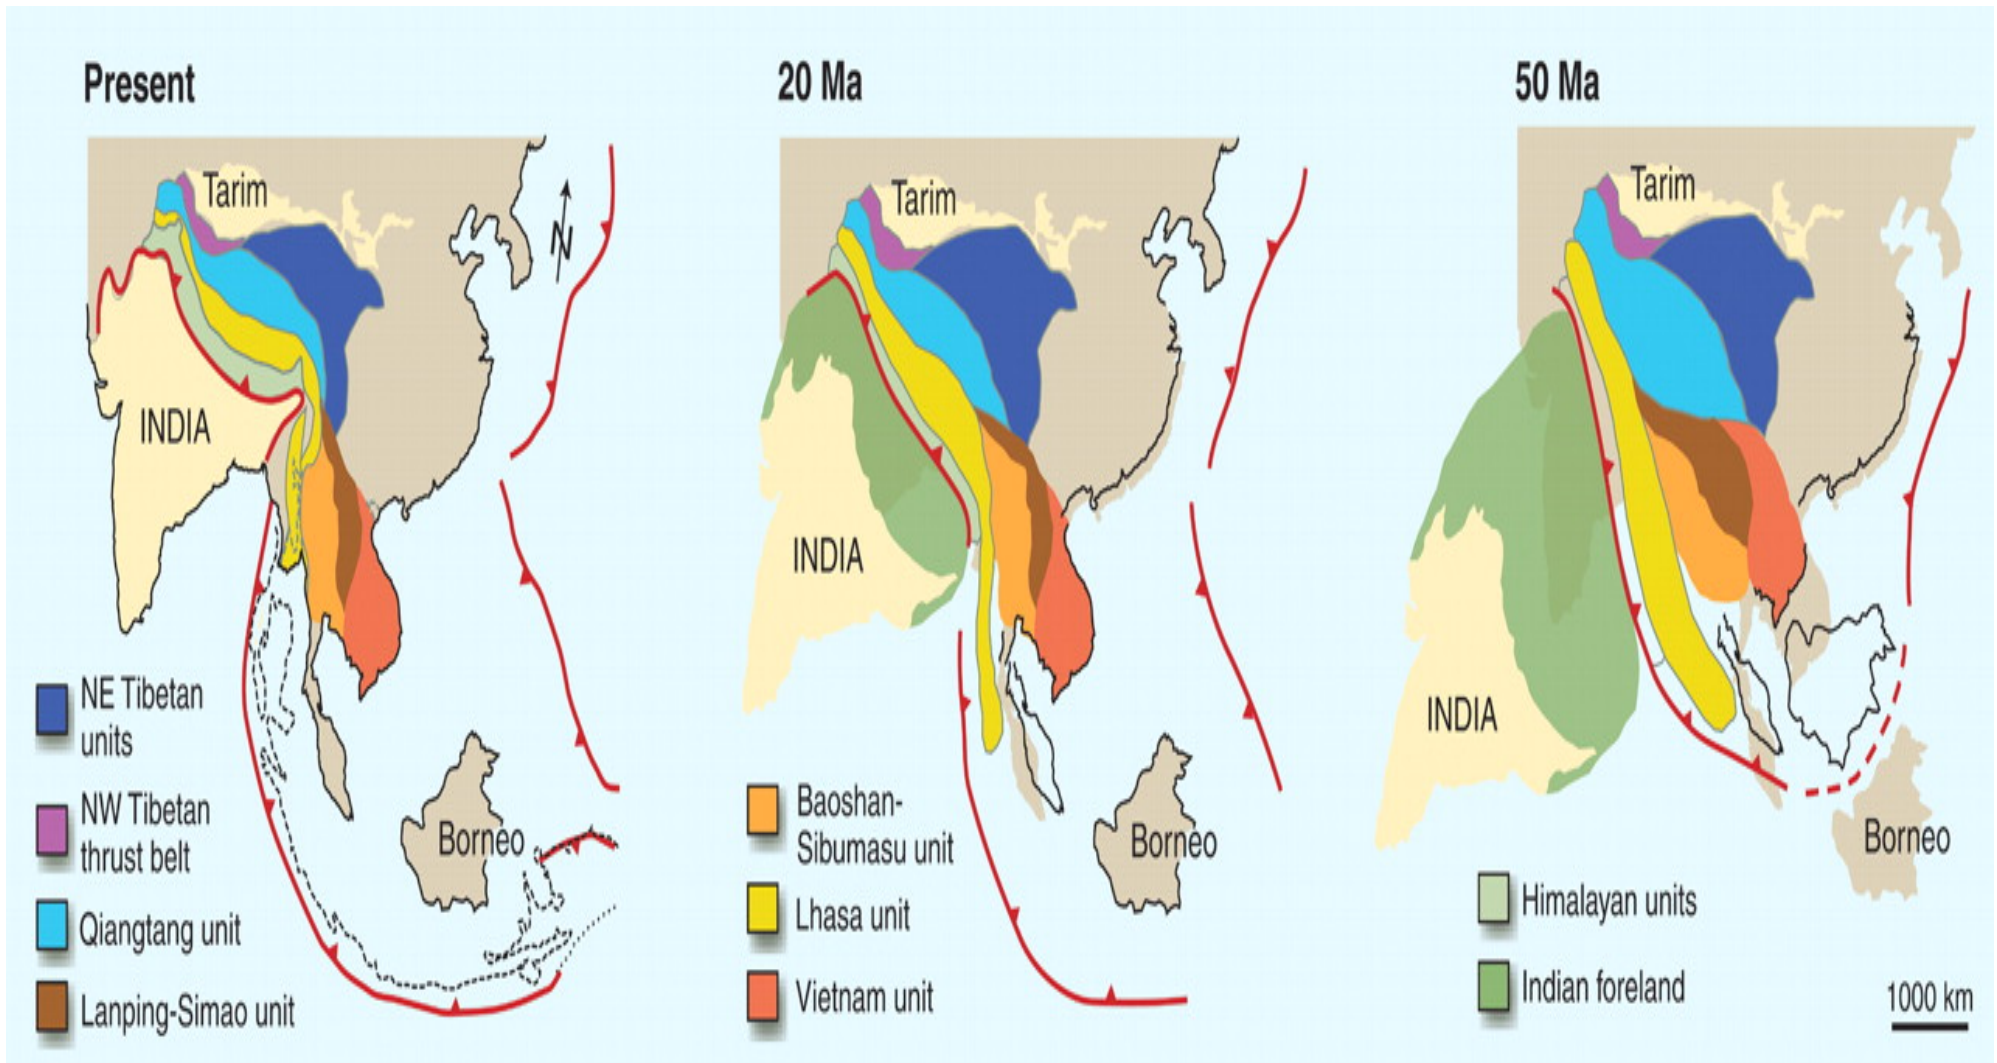 Present
Tarim
N
INDIA
Borneo
NE Tibetan
units
NW Tibetan
thrust belt
Qiangtang unit
Lanping-Simao unit
20 Ma
Tarim
INDIA
Borneo
Baoshan-
Sibumasu unit
Lhasa unit
Vietnam unit
50 Ma
Tarim
INDIA
Borneo
Himalayan units
Indian foreland
1000 km